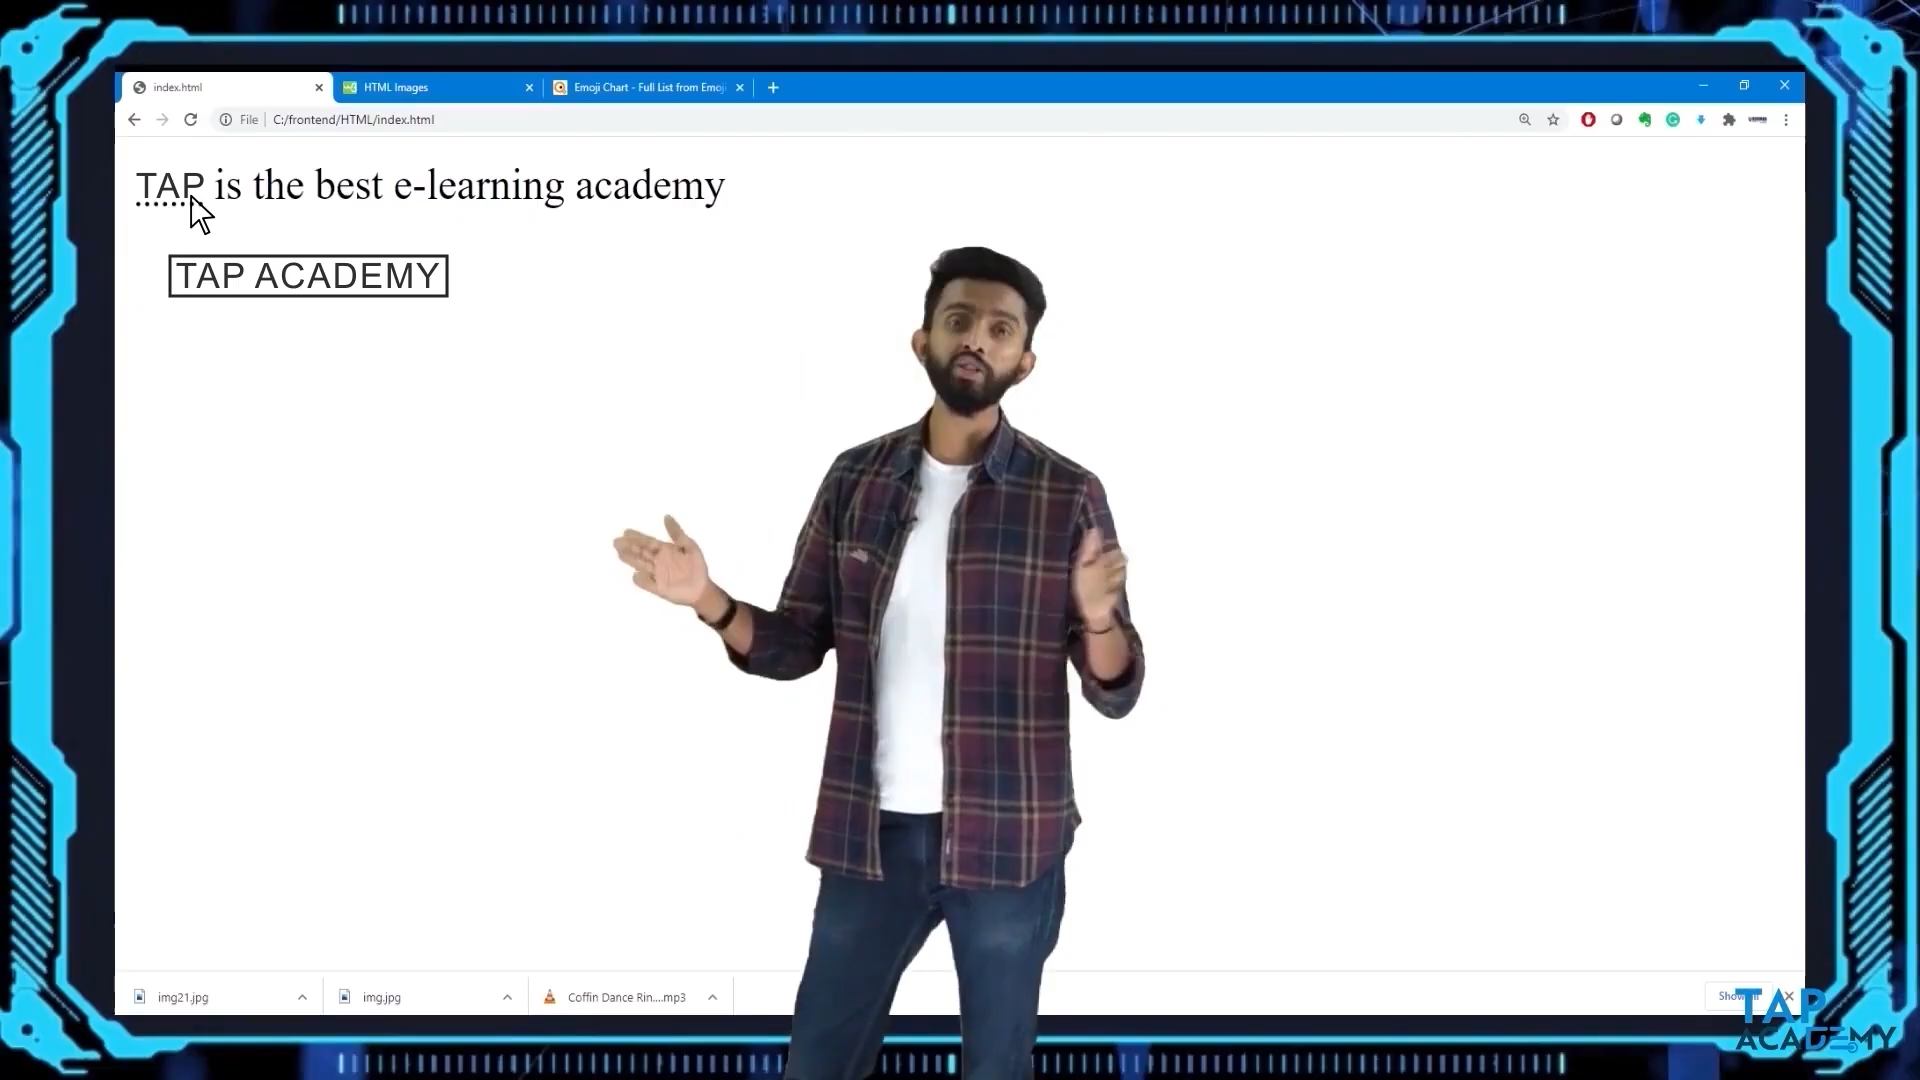 index.html
HTML Images
Emoji Chart - Full List from Emoj
File
C:/frontend/HTML/index.html
TAP is the best e-learning academy
TAP ACADEMY
img21.jpg
img.jpg
Coffin Dance Rin....mp3
TAP
ACADEMY